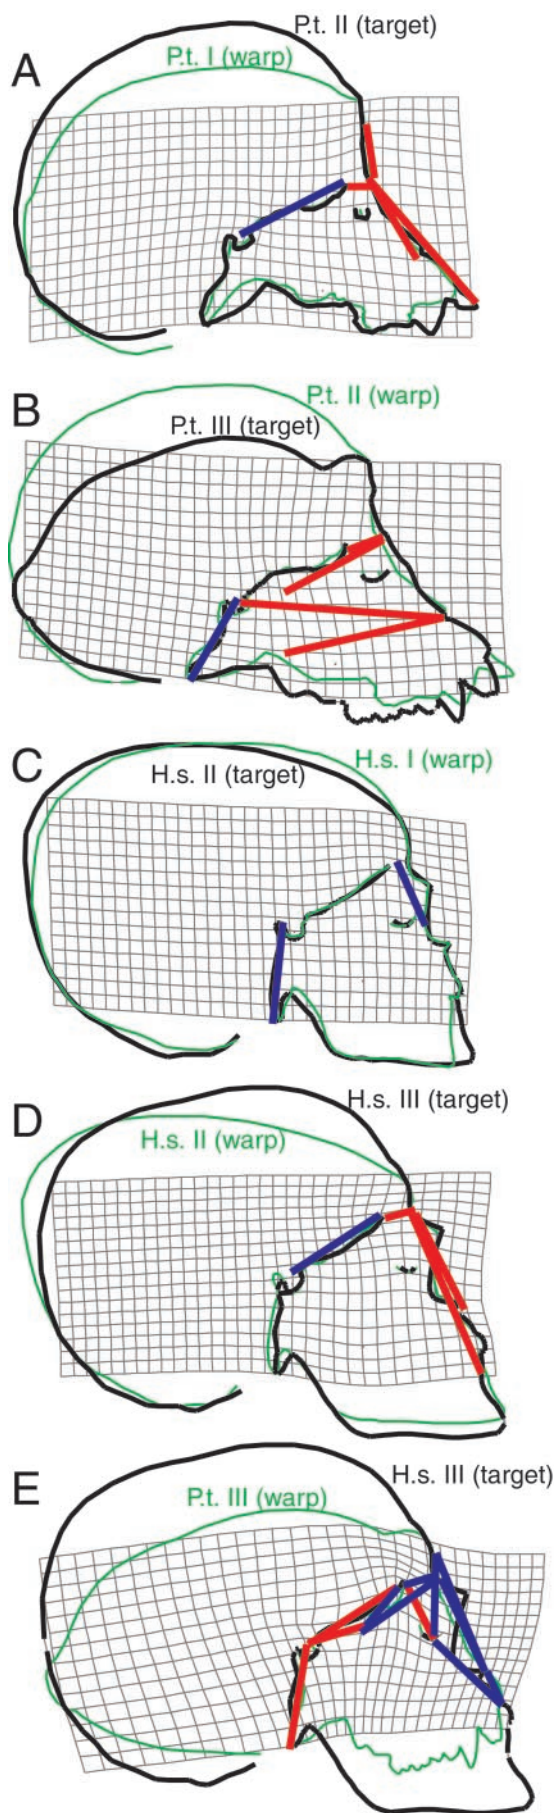 P.t. II (target)
A
P.t. I (warp)
B
P.t. II (warp)
P.t. III (target)
C
H.s. I (warp)
H.s. II (target)
D
H.s. III (target)
H.s. II (warp)
E
H.s. III (target)
P.t. III (warp)